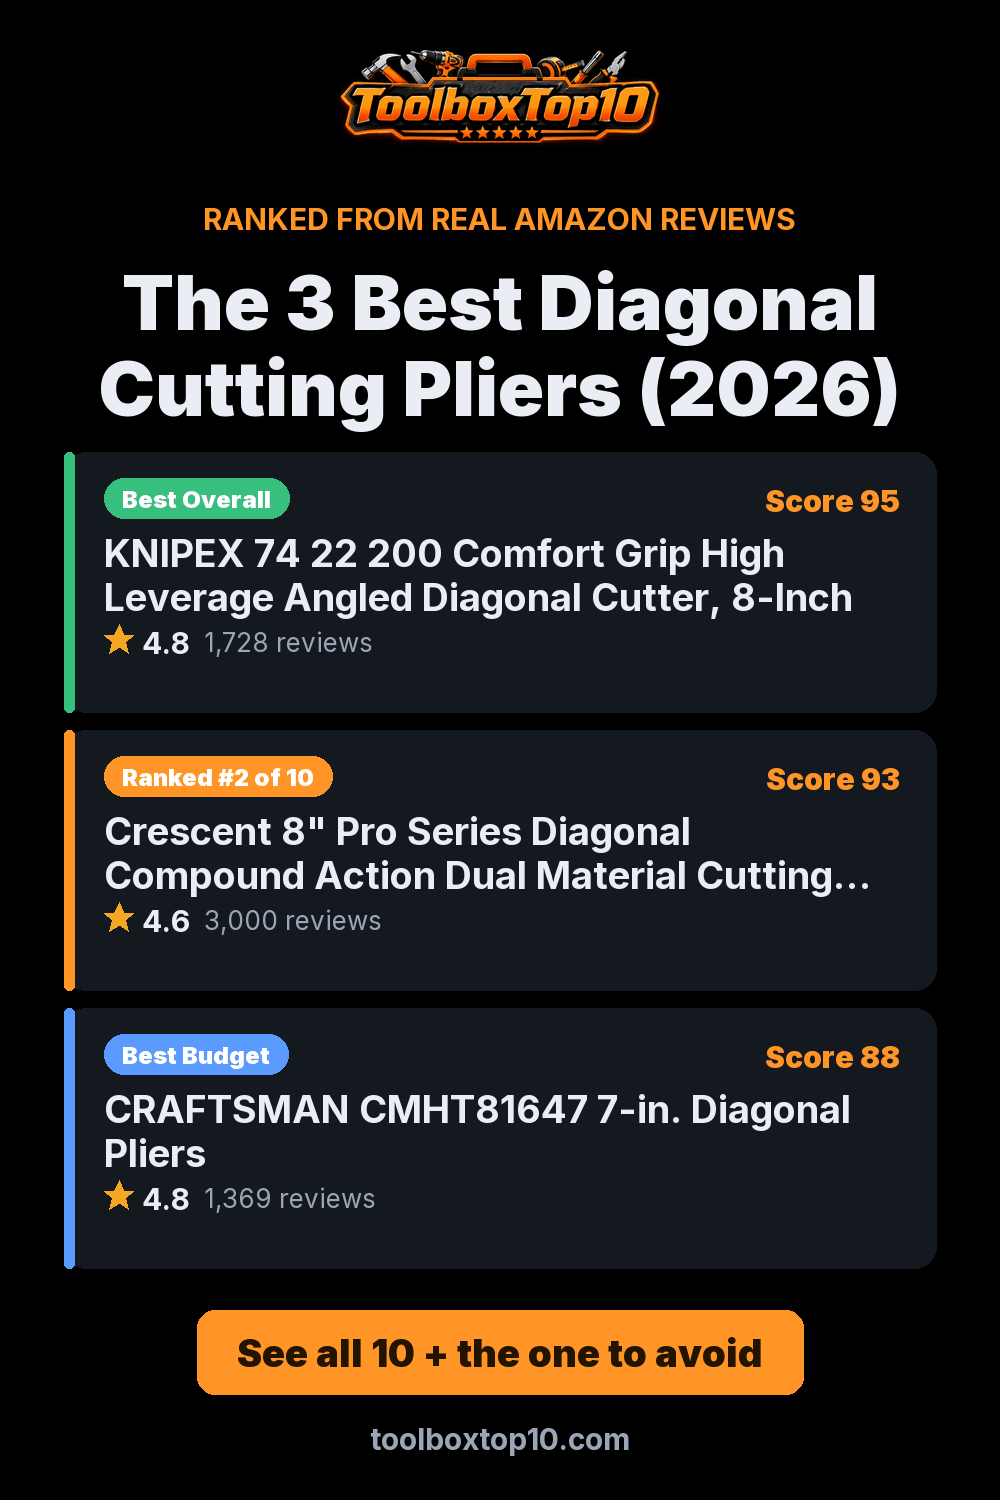 ToolboxTop10
RANKED FROM REAL AMAZON REVIEWS
The 3 Best Diagonal
Cutting Pliers (2026)
Best Overall
Score 95
KNIPEX 74 22 200 Comfort Grip High
Leverage Angled Diagonal Cutter, 8-Inch
4.8 1,728 reviews
Ranked #2 of 10
Score 93
Crescent 8" Pro Series Diagonal
Compound Action Dual Material Cutting...
4.6 3,000 reviews
Best Budget
Score 88
CRAFTSMAN CMHT81647 7-in. Diagonal
Pliers
4.8 1,369 reviews
See all 10 + the one to avoid
toolboxtop10.com